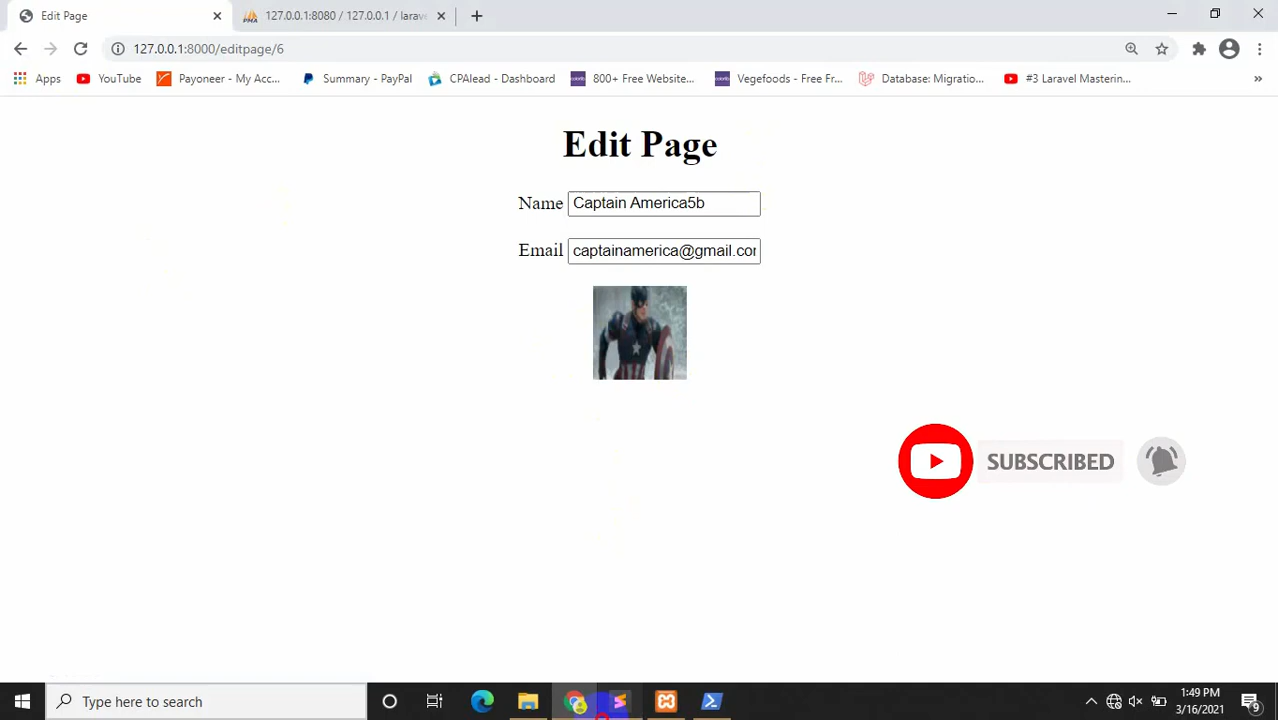 Edit Page
127.0.0.1:8080 / 127.0.0.1 / larave
127.0.0.1:8000/editpage/6
Apps
YouTube
Payoneer - My Acc...
Summary - PayPal
CPAlead - Dashboard
800+ Free Website...
Vegefoods - Free Fr...
Database: Migratio...
#3 Laravel Masterin...
»
Edit Page
Name Captain America5b
Email captainamerica@gmail.com
SUBSCRIBED
Type here to search
1:49 PM
3/16/2021
9